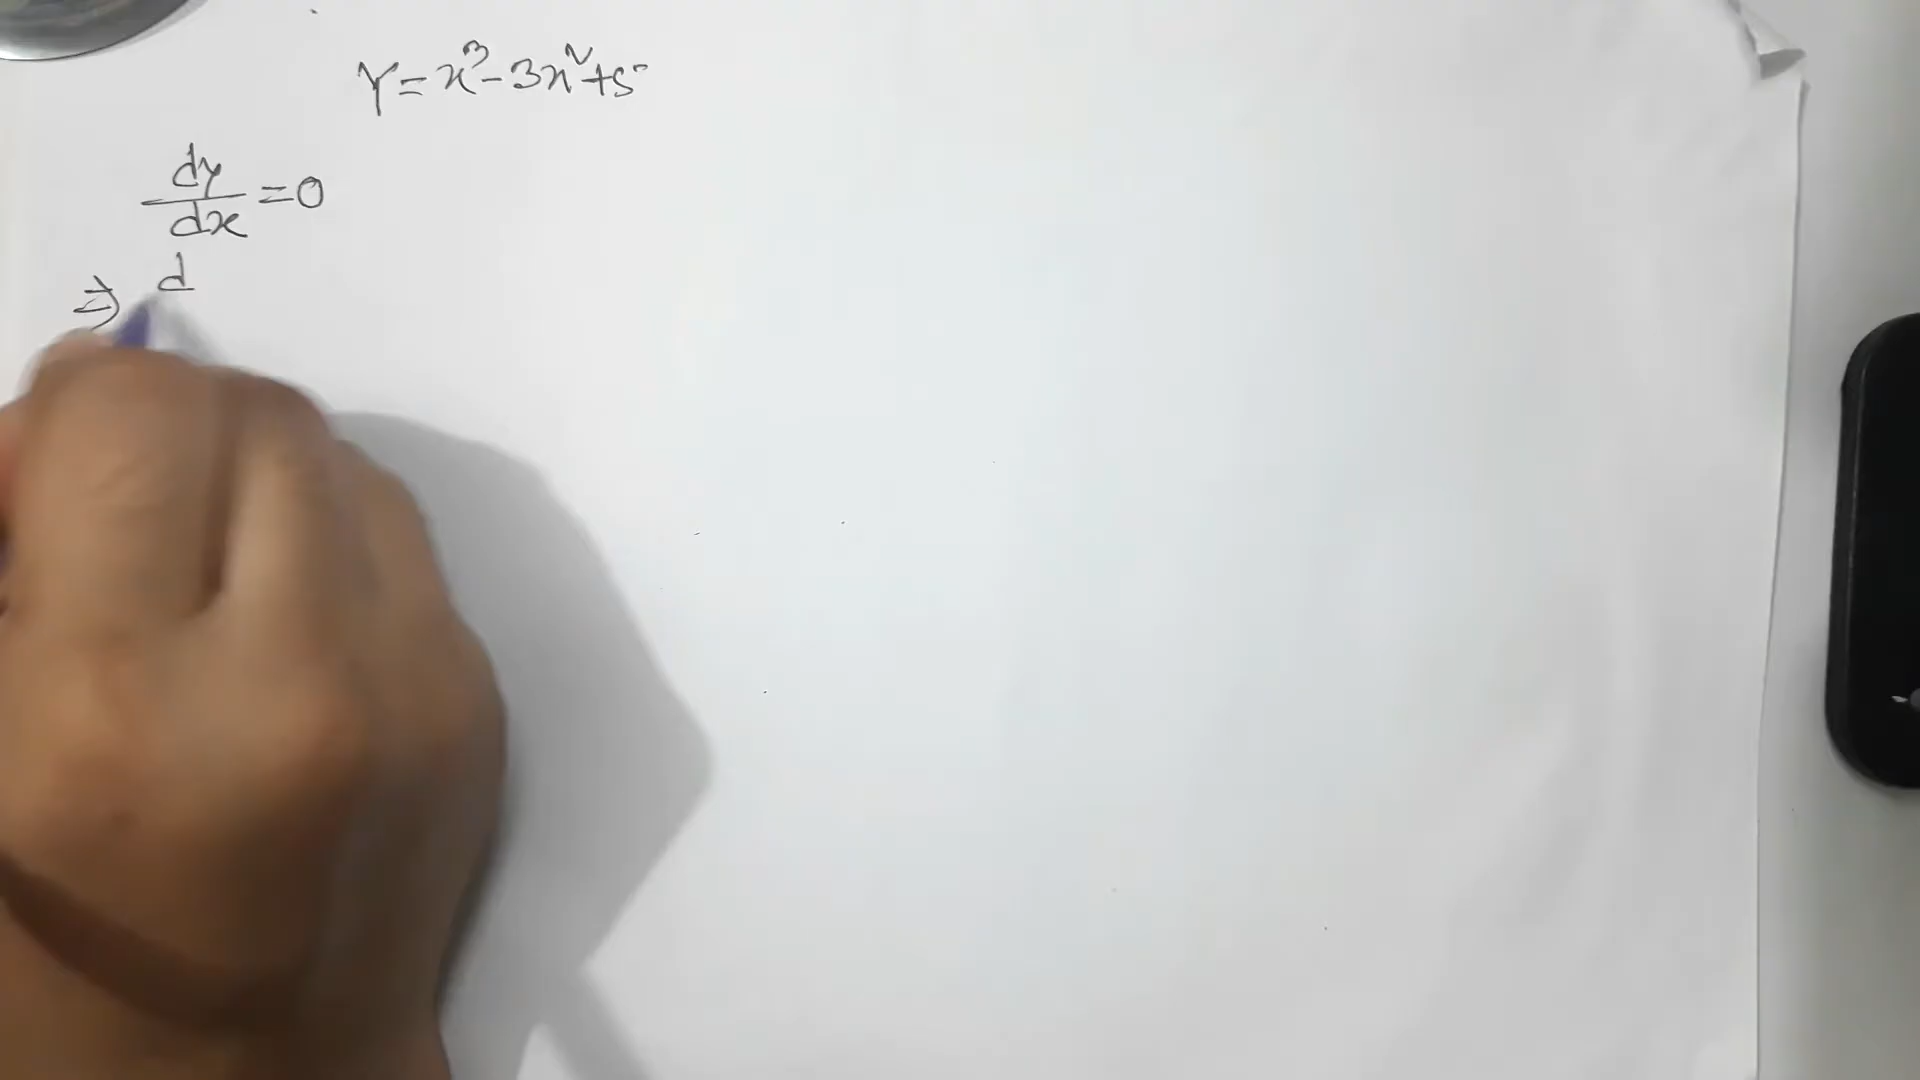 Y = x³ - 3x² + 5
dy/dx = 0
⇒ d